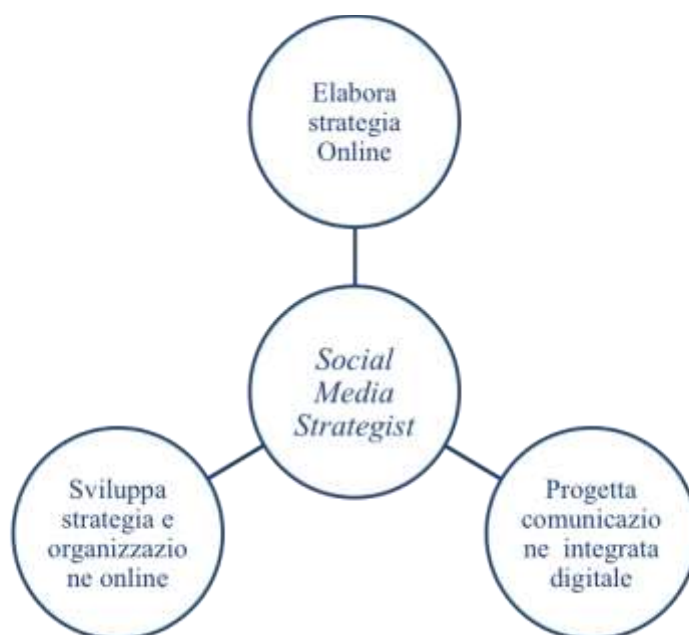 Elabora
strategia
Online
Social
Media
Strategist
Sviluppa
strategia e
organizzazio
ne online
Progetta
comunicazio
ne integrata
digitale